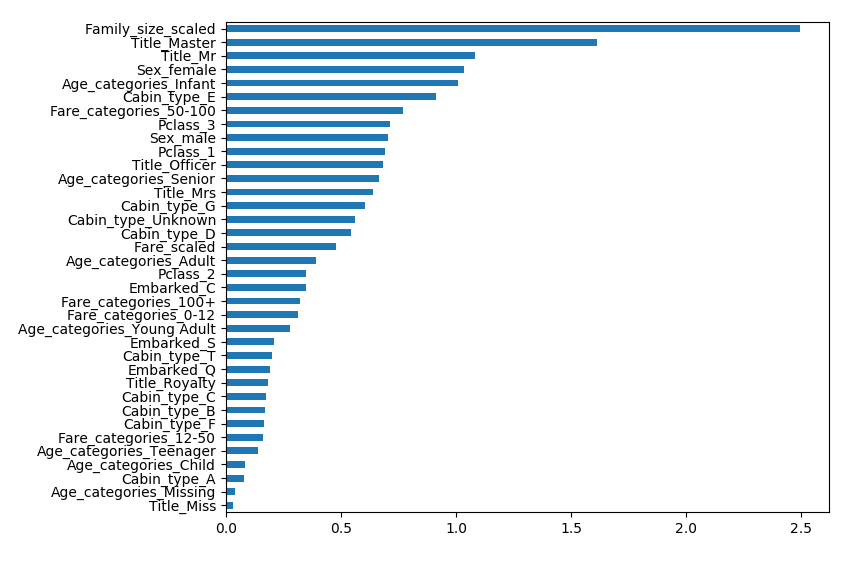 Family_size_scaled
Title_Master
Title_Mr
Sex_female
Age_categories_Infant
Cabin_type_E
Fare_categories_50-100
Pclass_3
Sex_male
Pclass_1
Title_Officer
Age_categories_Senior
Title_Mrs
Cabin_type_G
Cabin_type_Unknown
Cabin_type_D
Fare_scaled
Age_categories_Adult
Pclass_2
Embarked_C
Fare_categories_100+
Fare_categories_0-12
Age_categories_Young Adult
Embarked_S
Cabin_type_T
Embarked_Q
Title_Royalty
Cabin_type_C
Cabin_type_B
Cabin_type_F
Fare_categories_12-50
Age_categories_Teenager
Age_categories_Child
Cabin_type_A
Age_categories_Missing
Title_Miss
0.0 0.5 1.0 1.5 2.0 2.5